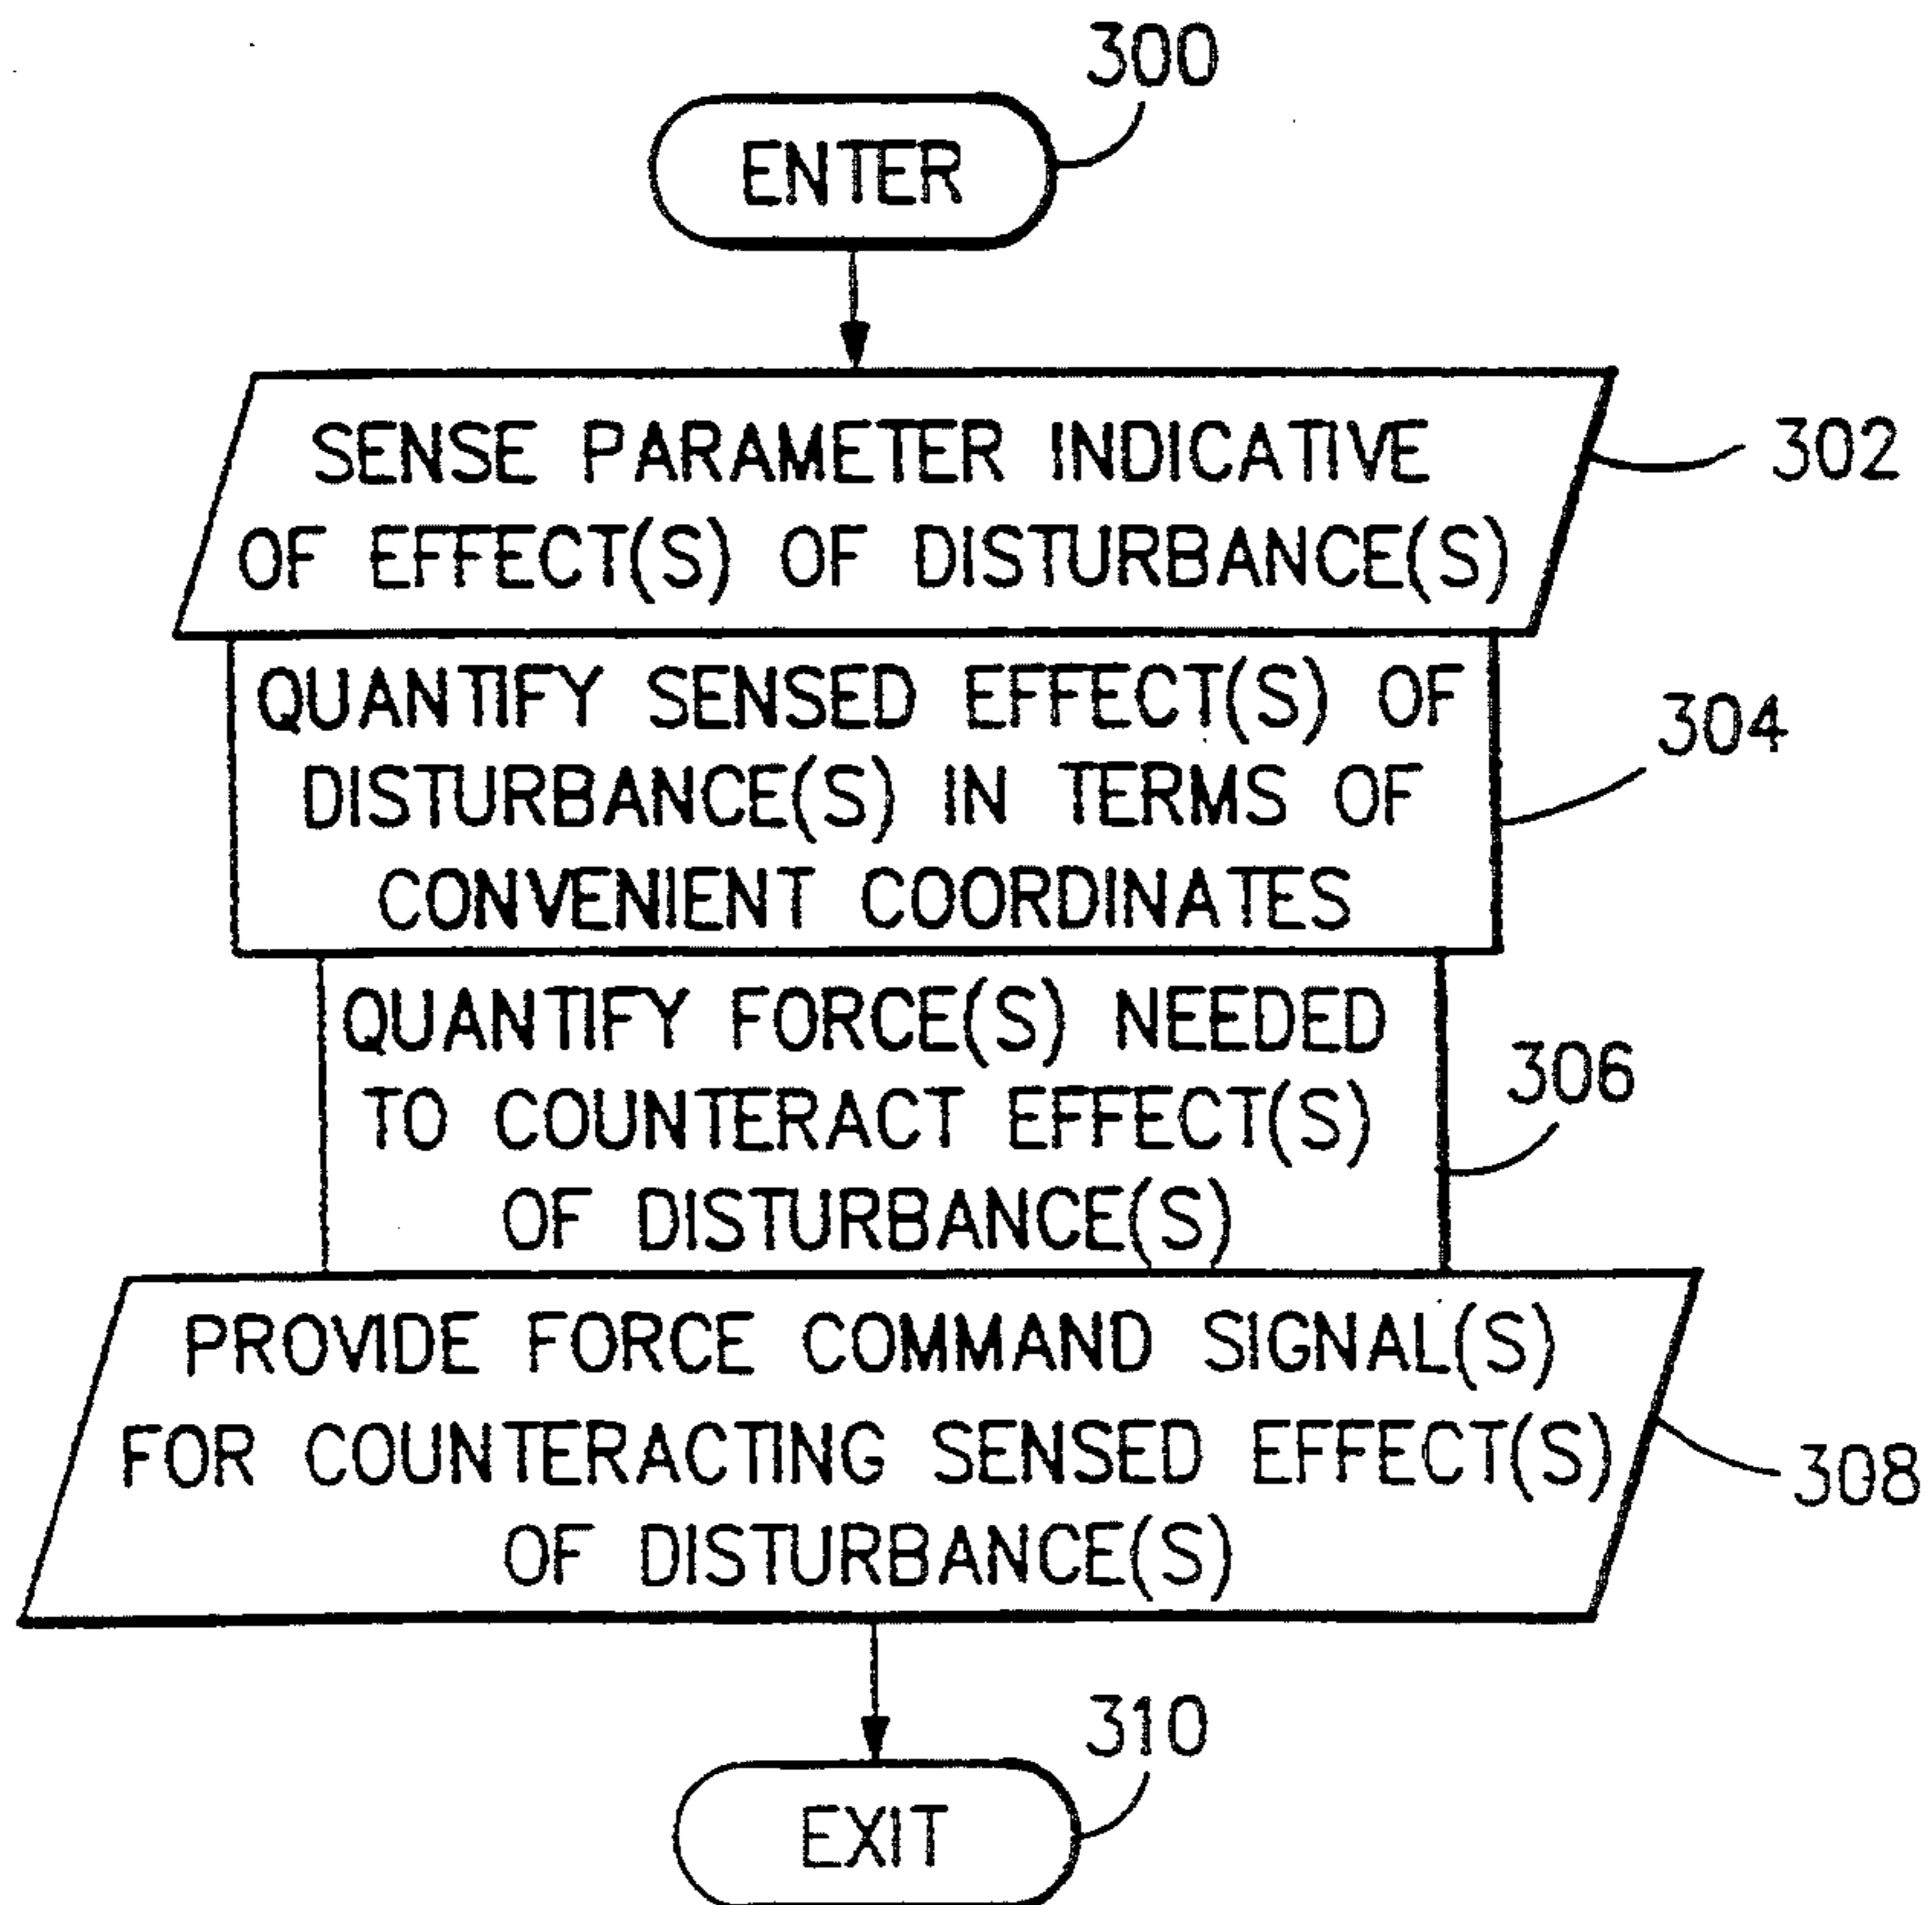 300
ENTER
SENSE PARAMETER INDICATIVE
OF EFFECT(S) OF DISTURBANCE(S)
302
QUANTIFY SENSED EFFECT(S) OF
DISTURBANCE(S) IN TERMS OF
CONVENIENT COORDINATES
304
QUANTIFY FORCE(S) NEEDED
TO COUNTERACT EFFECT(S)
OF DISTURBANCE(S)
306
PROVIDE FORCE COMMAND SIGNAL(S)
FOR COUNTERACTING SENSED EFFECT(S)
OF DISTURBANCE(S)
308
310
EXIT